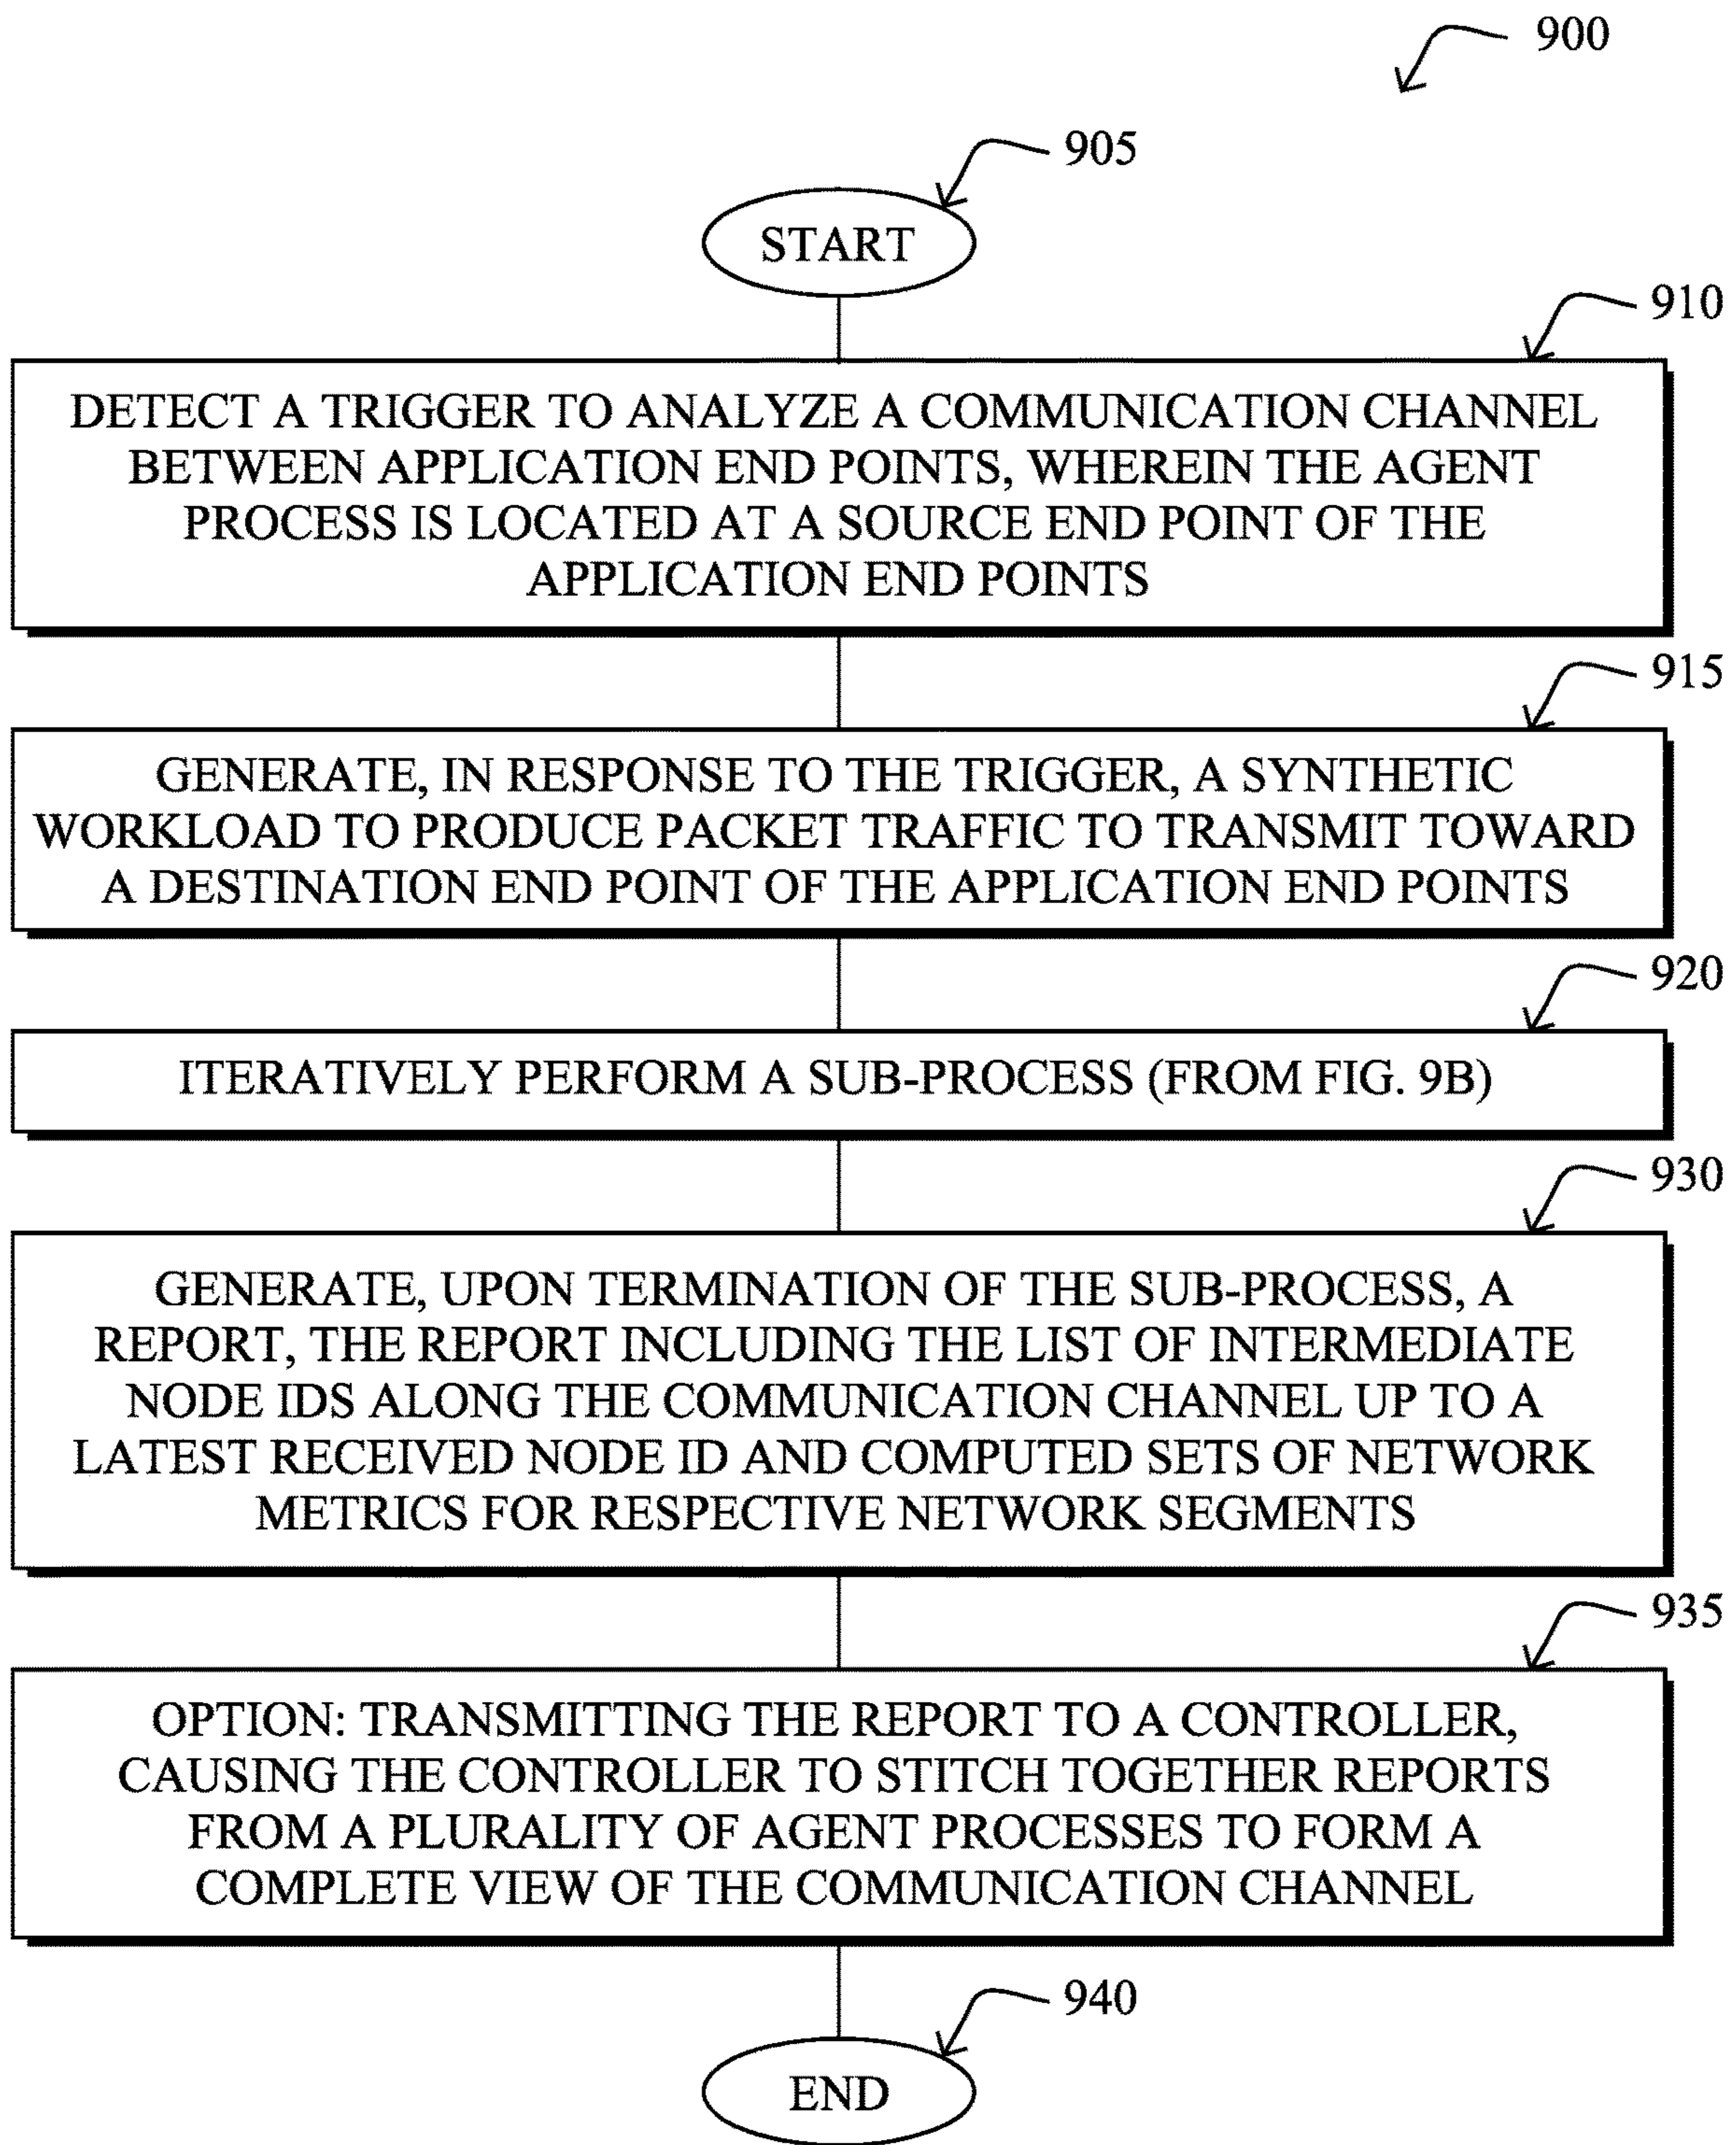 900
905
START
910
DETECT A TRIGGER TO ANALYZE A COMMUNICATION CHANNEL
BETWEEN APPLICATION END POINTS, WHEREIN THE AGENT
PROCESS IS LOCATED AT A SOURCE END POINT OF THE
APPLICATION END POINTS
915
GENERATE, IN RESPONSE TO THE TRIGGER, A SYNTHETIC
WORKLOAD TO PRODUCE PACKET TRAFFIC TO TRANSMIT TOWARD
A DESTINATION END POINT OF THE APPLICATION END POINTS
920
ITERATIVELY PERFORM A SUB-PROCESS (FROM FIG. 9B)
930
GENERATE, UPON TERMINATION OF THE SUB-PROCESS, A
REPORT, THE REPORT INCLUDING THE LIST OF INTERMEDIATE
NODE IDS ALONG THE COMMUNICATION CHANNEL UP TO A
LATEST RECEIVED NODE ID AND COMPUTED SETS OF NETWORK
METRICS FOR RESPECTIVE NETWORK SEGMENTS
935
OPTION: TRANSMITTING THE REPORT TO A CONTROLLER,
CAUSING THE CONTROLLER TO STITCH TOGETHER REPORTS
FROM A PLURALITY OF AGENT PROCESSES TO FORM A
COMPLETE VIEW OF THE COMMUNICATION CHANNEL
940
END